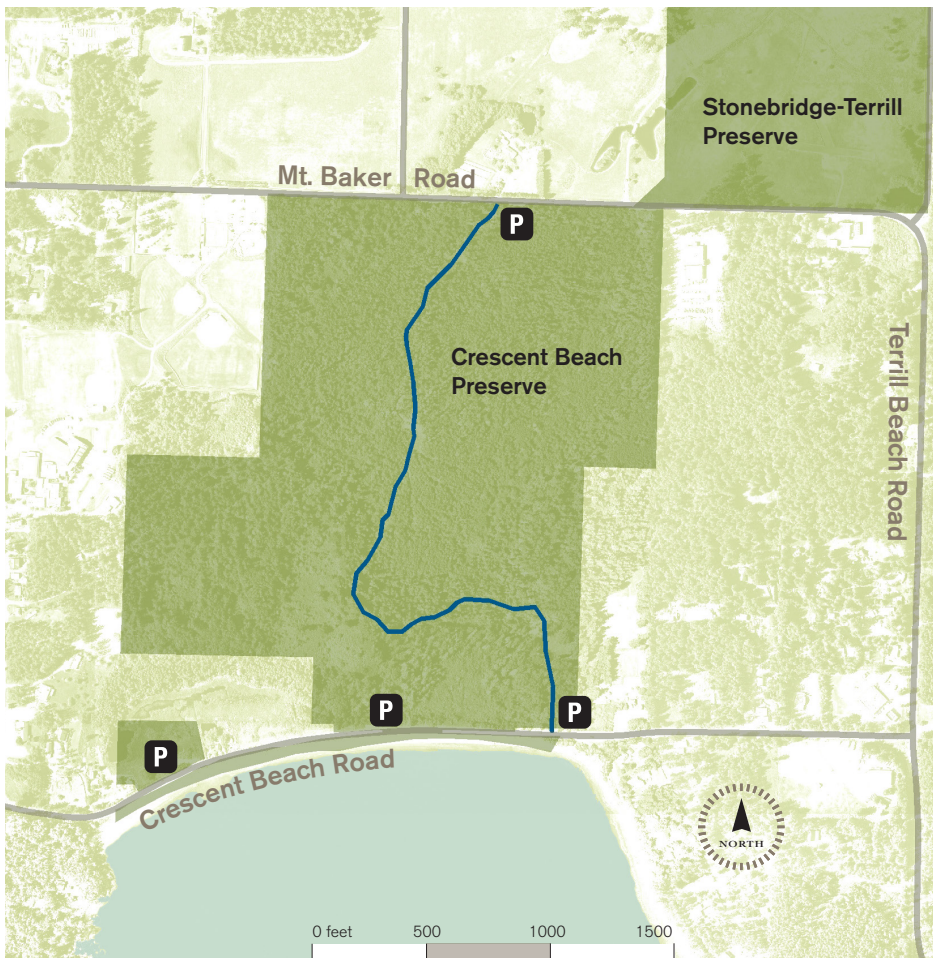 Stonebridge-Terrill
Preserve
Mt. Baker Road
P
Crescent Beach
Preserve
Terrill Beach Road
P
P
P
Crescent Beach Road
NORTH
0 feet 500 1000 1500